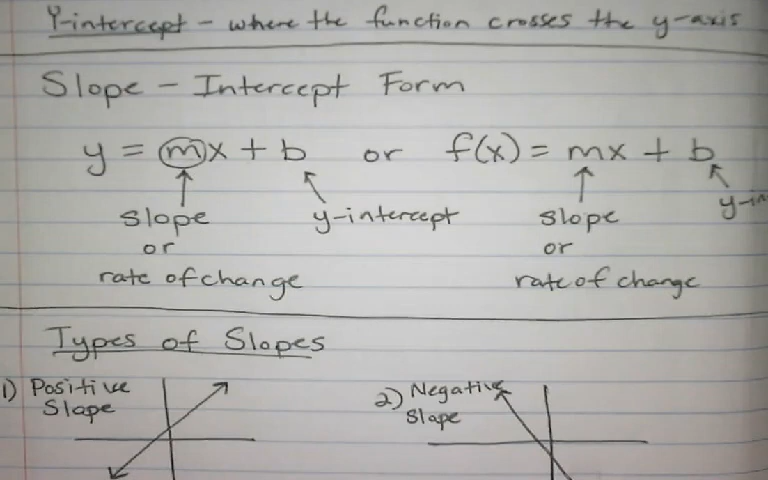 Y-intercept - where the function crosses the y-axis
Slope - Intercept Form
y = mx + b or f(x) = mx + b
slope y-intercept slope y-in
or or
rate of change rate of change
Types of Slopes
1) Positive Slope
2) Negative Slope